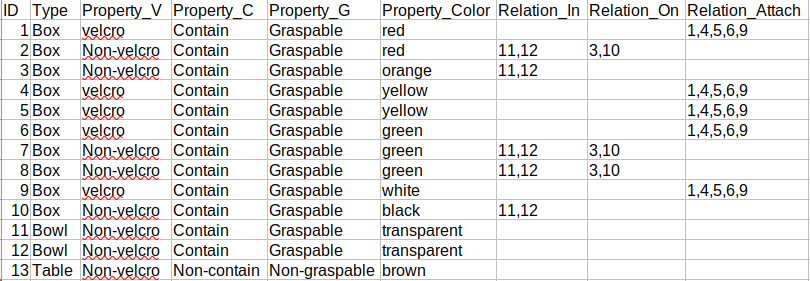 ID Type Property_V Property_C Property_G Property_Color Relation_In Relation_On Relation_Attach
1 Box velcro Contain Graspable red 1,4,5,6,9
2 Box Non-velcro Contain Graspable red 11,12 3,10
3 Box Non-velcro Contain Graspable orange 11,12
4 Box velcro Contain Graspable yellow 1,4,5,6,9
5 Box velcro Contain Graspable yellow 1,4,5,6,9
6 Box velcro Contain Graspable green 1,4,5,6,9
7 Box Non-velcro Contain Graspable green 11,12 3,10
8 Box Non-velcro Contain Graspable green 11,12 3,10
9 Box velcro Contain Graspable white 1,4,5,6,9
10 Box Non-velcro Contain Graspable black 11,12
11 Bowl Non-velcro Contain Graspable transparent
12 Bowl Non-velcro Contain Graspable transparent
13 Table Non-velcro Non-contain Non-graspable brown